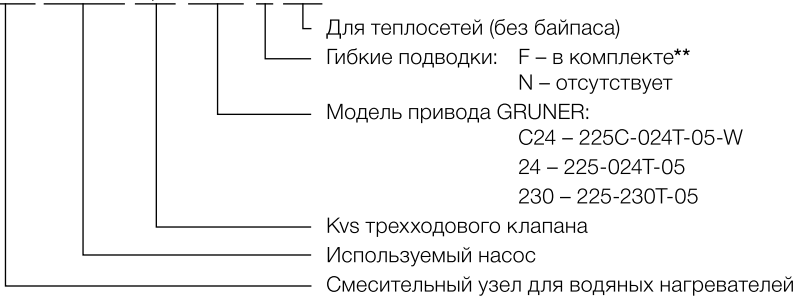 Для теплосетей (без байпаса)
Гибкие подводки: F – в комплекте**
N – отсутствует
Модель привода GRUNER:
C24 – 225C-024T-05-W
24 – 225-024T-05
230 – 225-230T-05
Kvs трехходового клапана
Используемый насос
Смесительный узел для водяных нагревателей